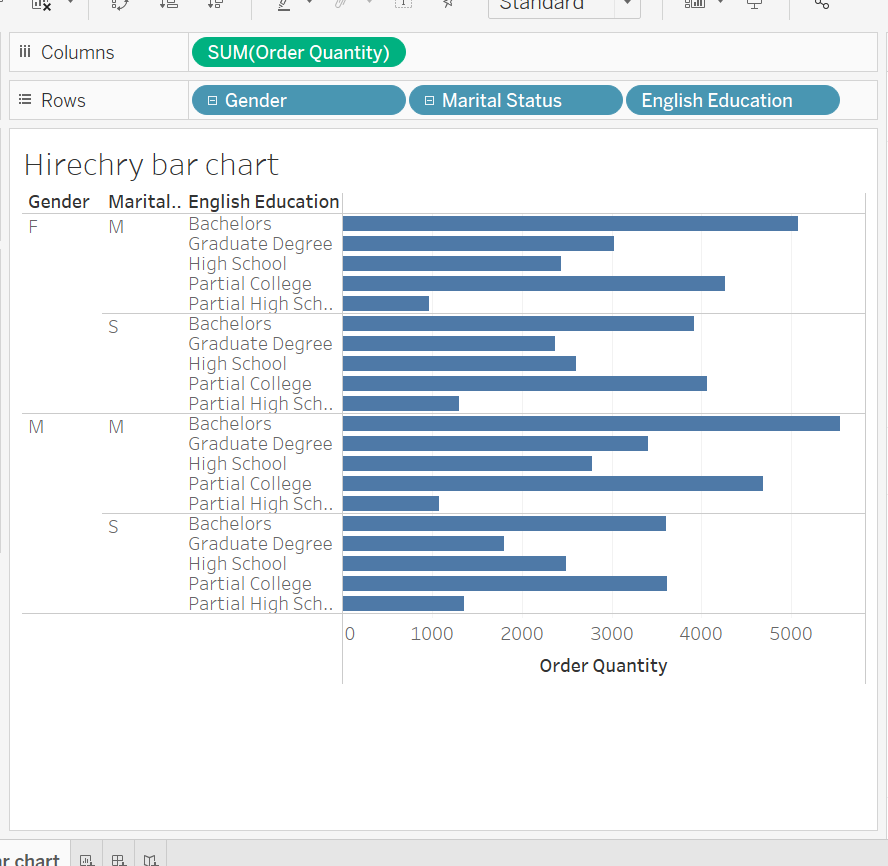 Standard
Columns SUM(Order Quantity)
Rows Gender Marital Status English Education
Hirechry bar chart
Gender Marital.. English Education
F M Bachelors
Graduate Degree
High School
Partial College
Partial High Sch..
S Bachelors
Graduate Degree
High School
Partial College
Partial High Sch..
M M Bachelors
Graduate Degree
High School
Partial College
Partial High Sch..
S Bachelors
Graduate Degree
High School
Partial College
Partial High Sch..
0 1000 2000 3000 4000 5000
Order Quantity
ar chart